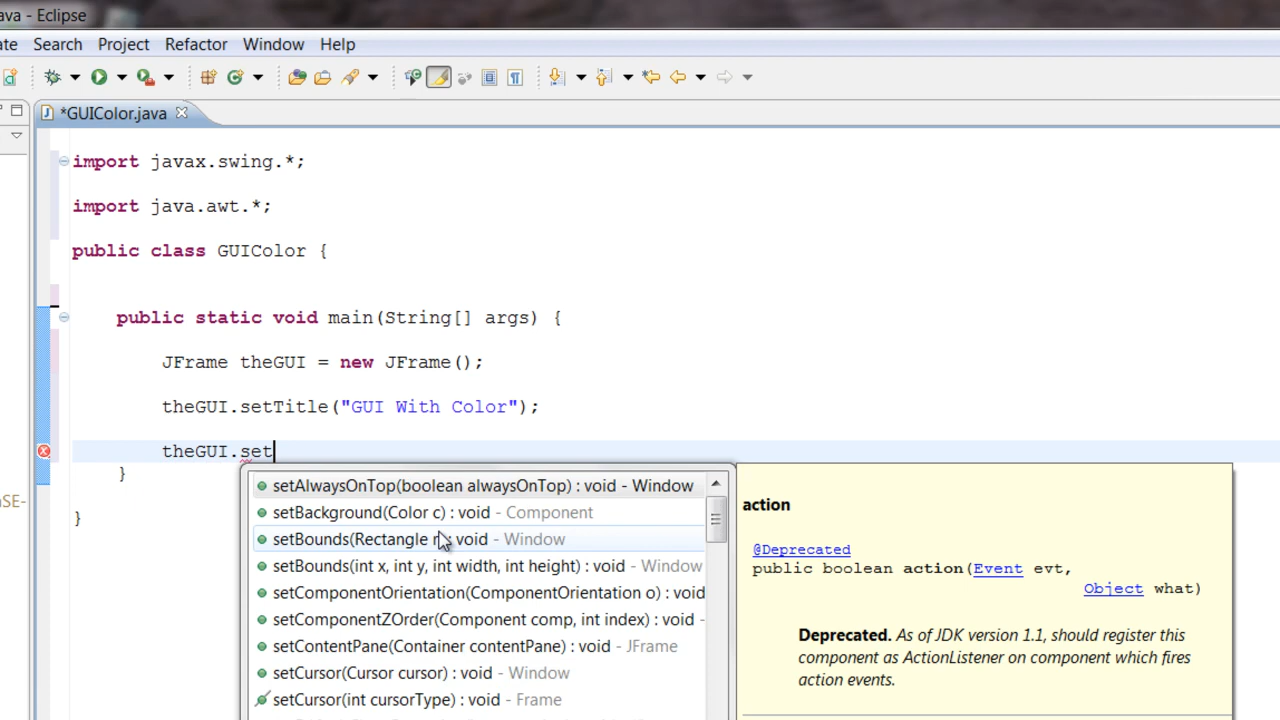 ava - Eclipse
ate Search Project Refactor Window Help
*GUIColor.java
import javax.swing.*;
import java.awt.*;
public class GUIColor {
public static void main(String[] args) {
JFrame theGUI = new JFrame();
theGUI.setTitle("GUI With Color");
theGUI.set
}
}
nSE-
setAlwaysOnTop(boolean alwaysOnTop) : void - Window
setBackground(Color c) : void - Component
setBounds(Rectangle void - Window
setBounds(int x, int y, int width, int height) : void - Window
setComponentOrientation(ComponentOrientation o) : void
setComponentZOrder(Component comp, int index) : void -
setContentPane(Container contentPane) : void - JFrame
setCursor(Cursor cursor) : void - Window
setCursor(int cursorType) : void - Frame
action
@Deprecated
public boolean action(Event evt,
Object what)
Deprecated. As of JDK version 1.1, should register this
component as ActionListener on component which fires
action events.